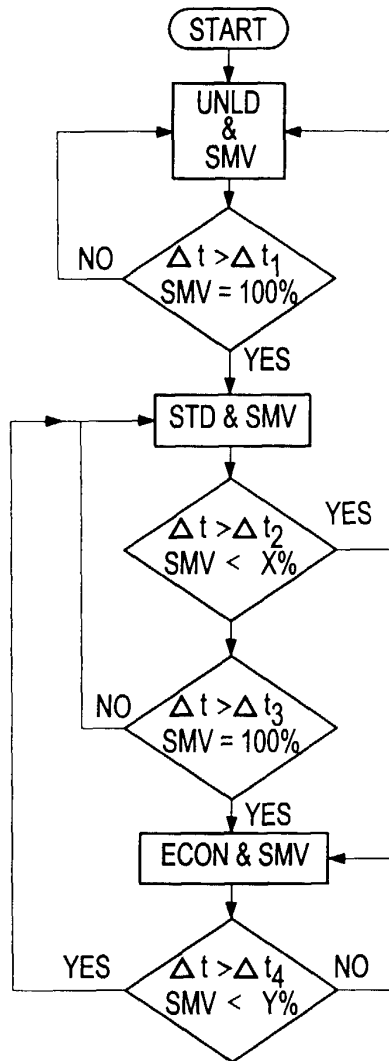 START
UNLD
&
SMV
Δt > Δt1
SMV = 100%
NO
YES
STD & SMV
Δt > Δt2
SMV < X%
YES
Δt > Δt3
SMV = 100%
NO
YES
ECON & SMV
Δt > Δt4
SMV < Y%
YES
NO